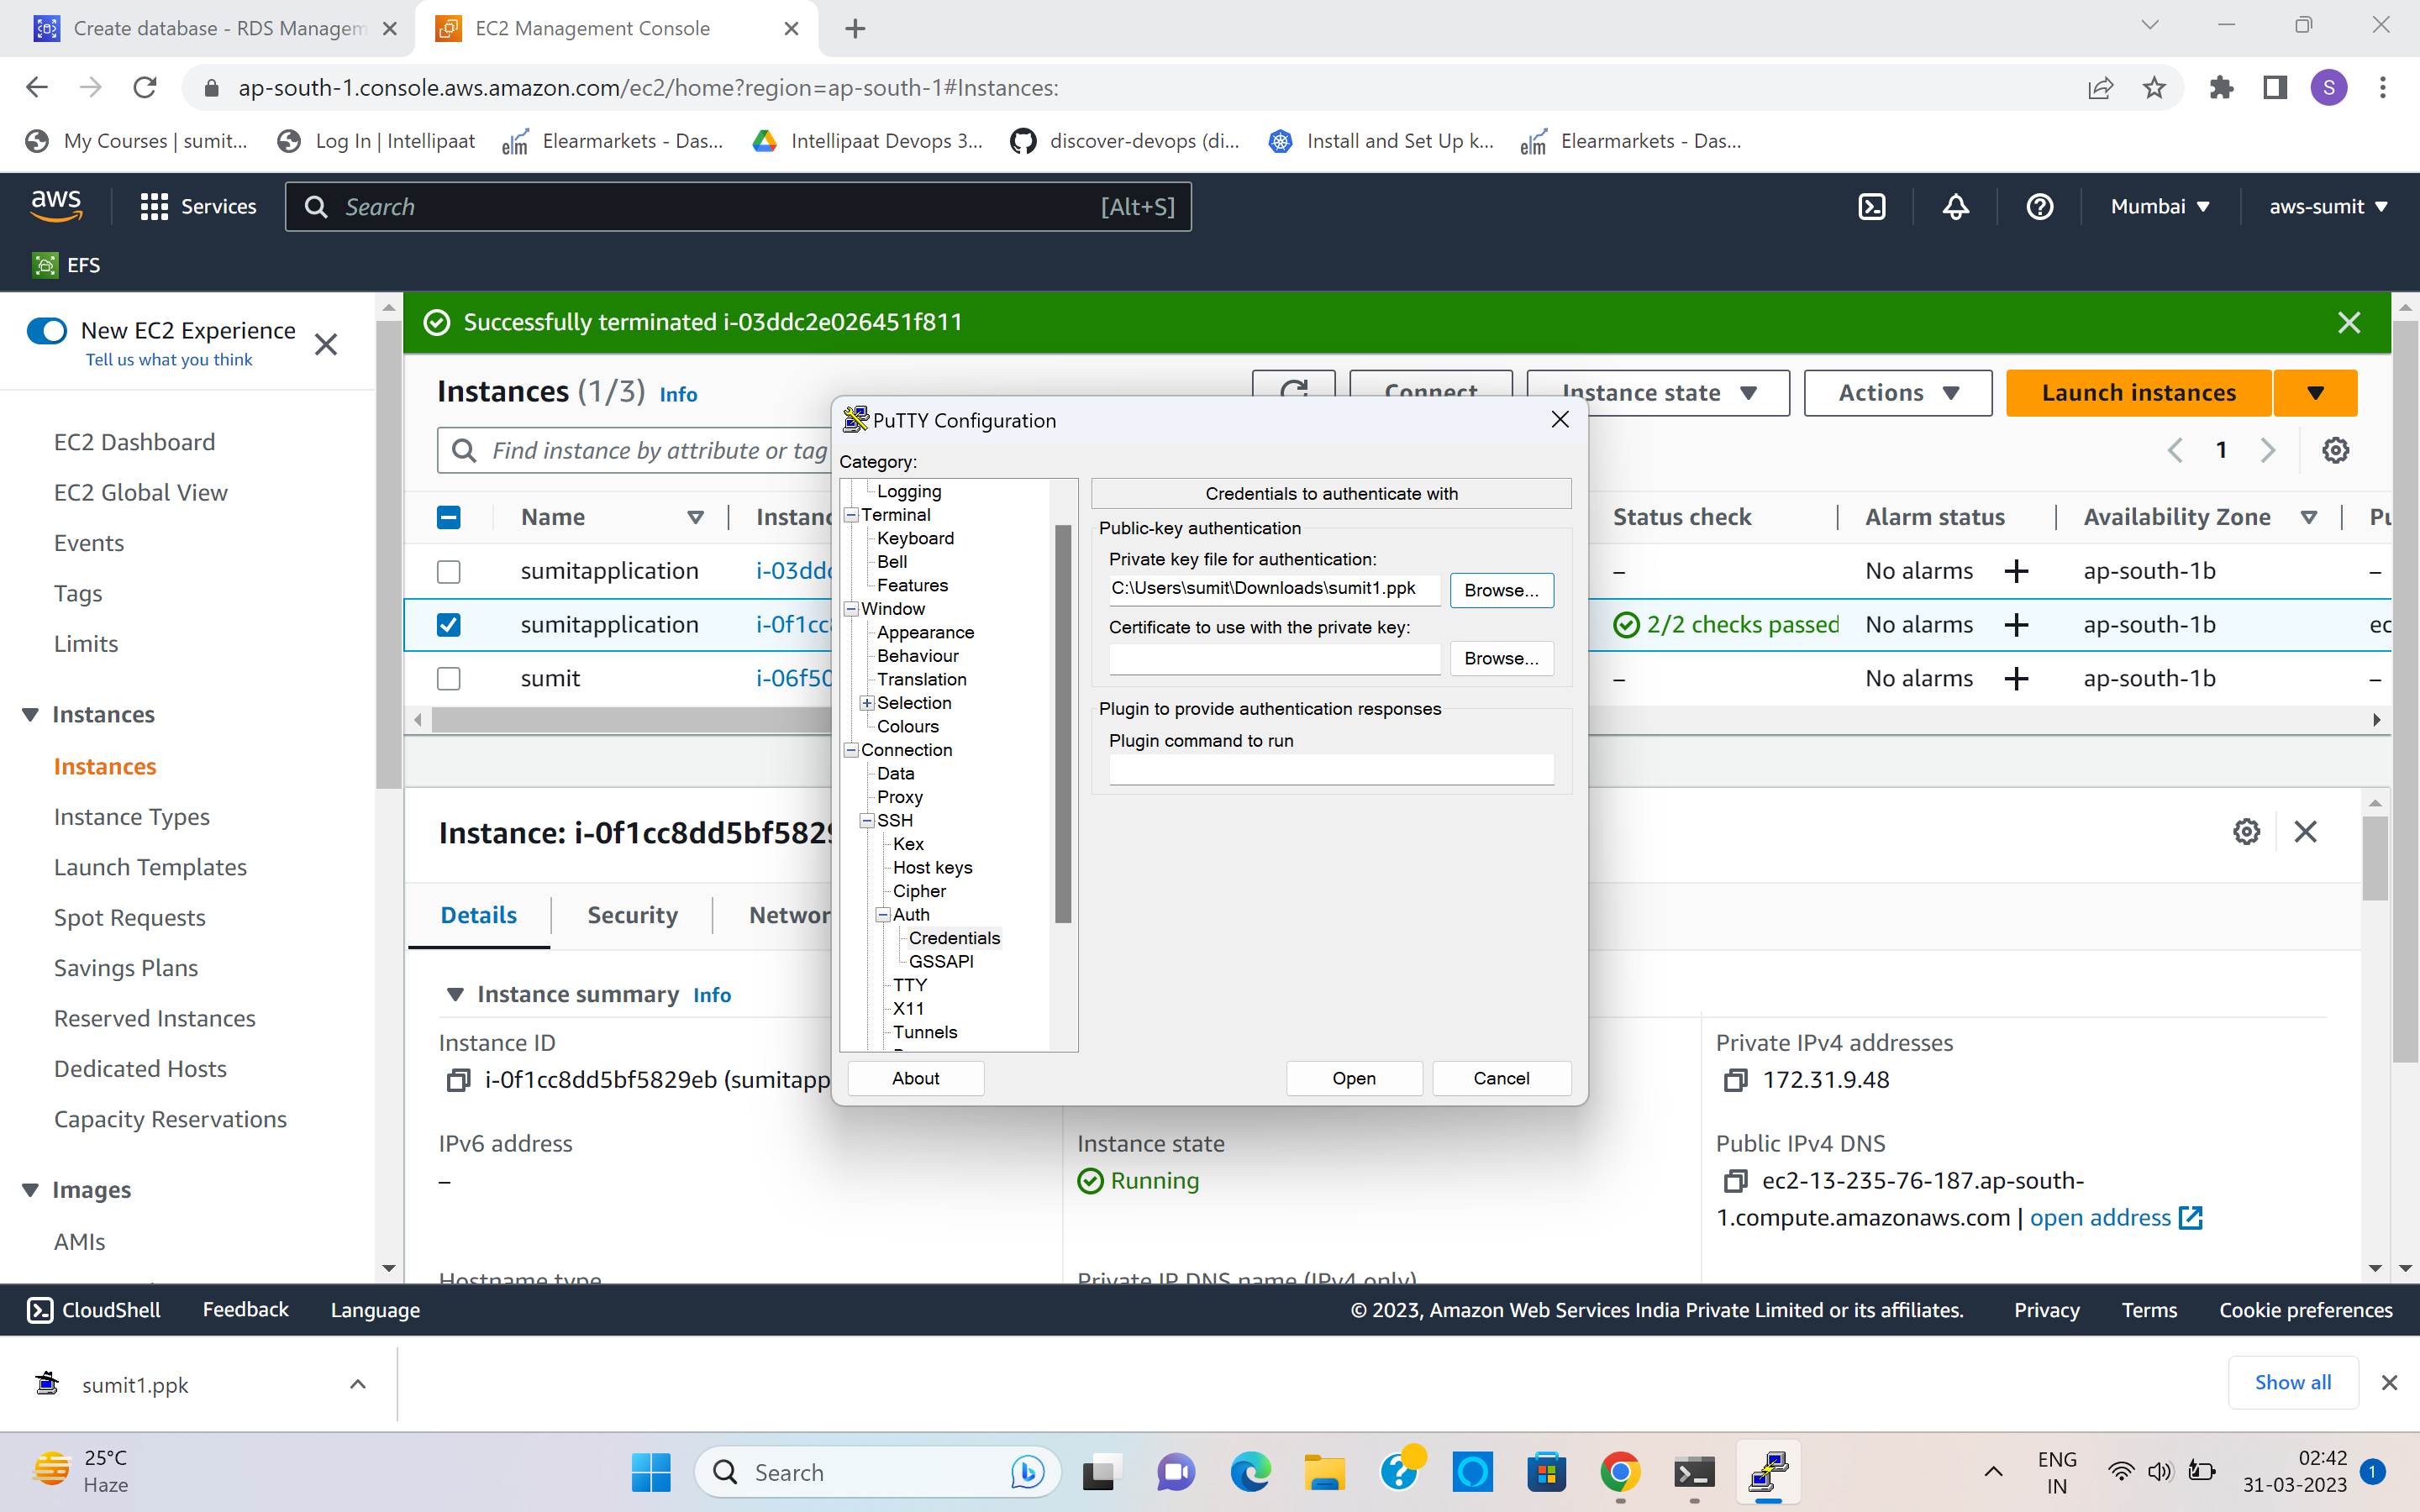 Create database - RDS Managem
EC2 Management Console
ap-south-1.console.aws.amazon.com/ec2/home?region=ap-south-1#Instances:
S
My Courses | sumit...
Log In | Intellipaat
elm Elearmarkets - Das...
Intellipaat Devops 3...
discover-devops (di...
Install and Set Up k...
elm Elearmarkets - Das...
aws
Services
Search
[Alt+S]
Mumbai
aws-sumit
EFS
New EC2 Experience
Tell us what you think
EC2 Dashboard
EC2 Global View
Events
Tags
Limits
Instances
Instances
Instance Types
Launch Templates
Spot Requests
Savings Plans
Reserved Instances
Dedicated Hosts
Capacity Reservations
Images
AMIs
Successfully terminated i-03ddc2e026451f811
Instances (1/3) Info
Connect
Instance state
Actions
Launch instances
Find instance by attribute or tag
1
Name
Instanc
Status check
Alarm status
Availability Zone
Pu
sumitapplication
i-03ddc
–
No alarms
ap-south-1b
–
sumitapplication
i-0f1cc8
2/2 checks passed
No alarms
ap-south-1b
ec
sumit
i-06f50
–
No alarms
ap-south-1b
–
Instance: i-0f1cc8dd5bf5829
Details
Security
Networ
Instance summary Info
Instance ID
i-0f1cc8dd5bf5829eb (sumitapp
Private IPv4 addresses
172.31.9.48
IPv6 address
–
Instance state
Running
Public IPv4 DNS
ec2-13-235-76-187.ap-south-
1.compute.amazonaws.com | open address
Hostname type
Private IP DNS name (IPv4 only)
PuTTY Configuration
Category:
Logging
Terminal
Keyboard
Bell
Features
Window
Appearance
Behaviour
Translation
Selection
Colours
Connection
Data
Proxy
SSH
Kex
Host keys
Cipher
Auth
Credentials
GSSAPI
TTY
X11
Tunnels
Credentials to authenticate with
Public-key authentication
Private key file for authentication:
C:\Users\sumit\Downloads\sumit1.ppk
Browse...
Certificate to use with the private key:
Browse...
Plugin to provide authentication responses
Plugin command to run
About
Open
Cancel
CloudShell
Feedback
Language
© 2023, Amazon Web Services India Private Limited or its affiliates.
Privacy
Terms
Cookie preferences
sumit1.ppk
Show all
25°C
Haze
Search
ENG
IN
02:42
31-03-2023
1